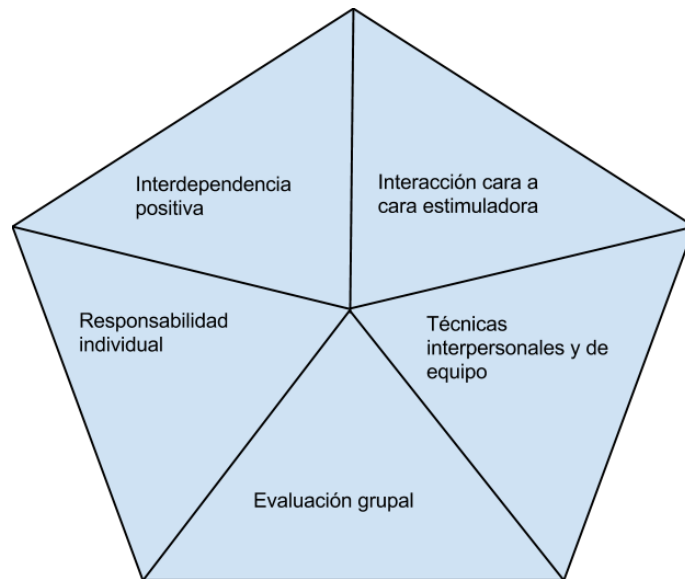 Interdependencia
positiva
Interacción cara a
cara estimuladora
Responsabilidad
individual
Técnicas
interpersonales y de
equipo
Evaluación grupal